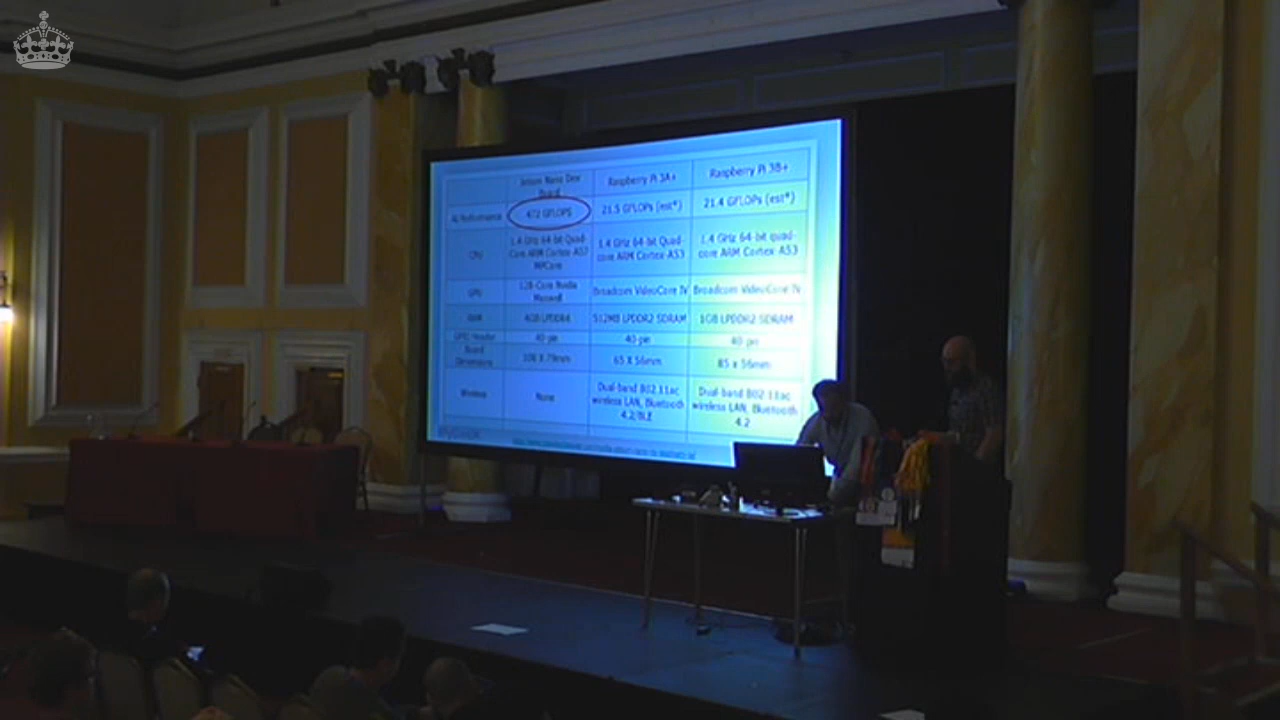 Jetson Nano Dev Board
Raspberry Pi 3A+
Raspberry Pi 3B+
AI Performance
472 GFLOPS
21.5 GFLOPs (est*)
21.4 GFLOPs (est*)
CPU
1.4 GHz 64-bit Quad-
Core ARM Cortex-A57
MPCore
1.4 GHz 64-bit Quad-
core ARM Cortex-A53
1.4 GHz 64-bit quad-
core ARM Cortex-A53
GPU
128-Core Nvidia
Maxwell
Broadcom VideoCore IV
Broadcom VideoCore IV
RAM
4GB LPDDR4
512MB LPDDR2 SDRAM
1GB LPDDR2 SDRAM
GPIO Header
40-pin
40-pin
40-pin
Board
Dimensions
100 X 79mm
65 X 56mm
85 x 56mm
Wireless
None
Dual-band 802.11ac
wireless LAN, Bluetooth
4.2/BLE
Dual-band 802.11ac
wireless LAN, Bluetooth
4.2